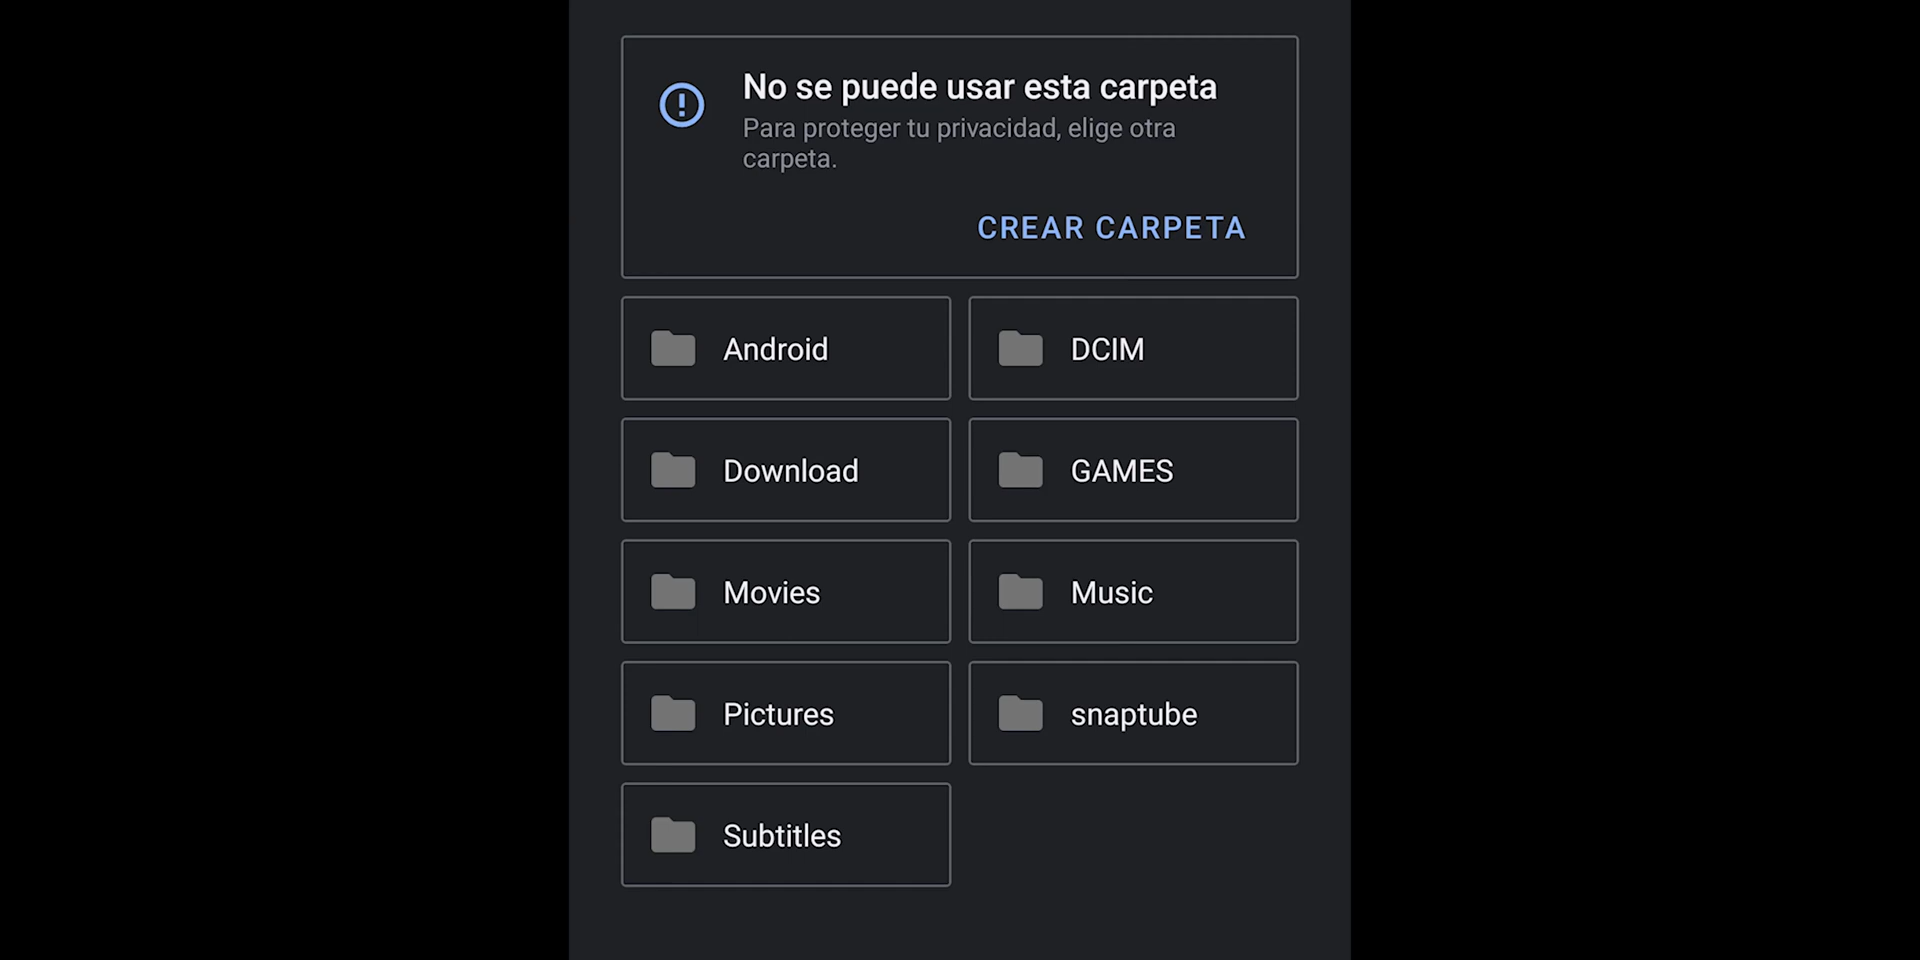 No se puede usar esta carpeta
Para proteger tu privacidad, elige otra
carpeta.
CREAR CARPETA
Android
DCIM
Download
GAMES
Movies
Music
Pictures
snaptube
Subtitles